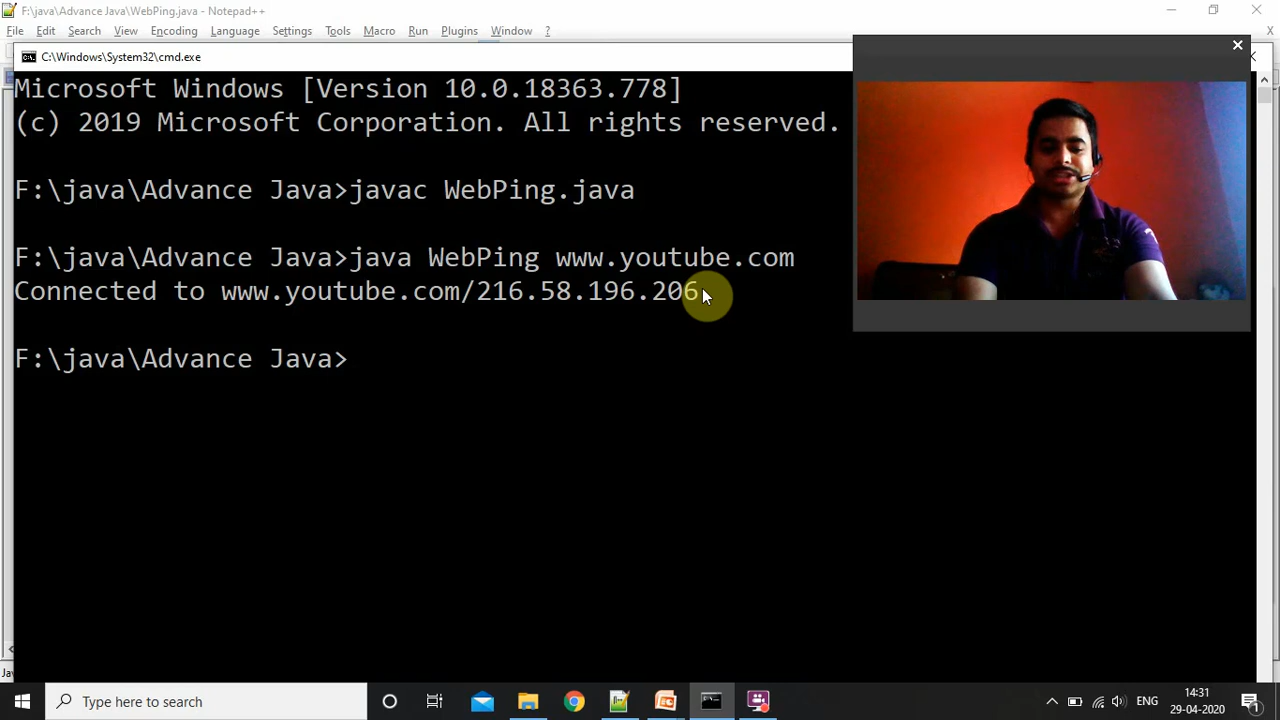 F:\java\Advance Java\WebPing.java - Notepad++
File Edit Search View Encoding Language Settings Tools Macro Run Plugins Window ?
C:\Windows\System32\cmd.exe
Microsoft Windows [Version 10.0.18363.778]
(c) 2019 Microsoft Corporation. All rights reserved.
F:\java\Advance Java>javac WebPing.java
F:\java\Advance Java>java WebPing www.youtube.com
Connected to www.youtube.com/216.58.196.206
F:\java\Advance Java>
Type here to search
ENG
14:31
29-04-2020
1